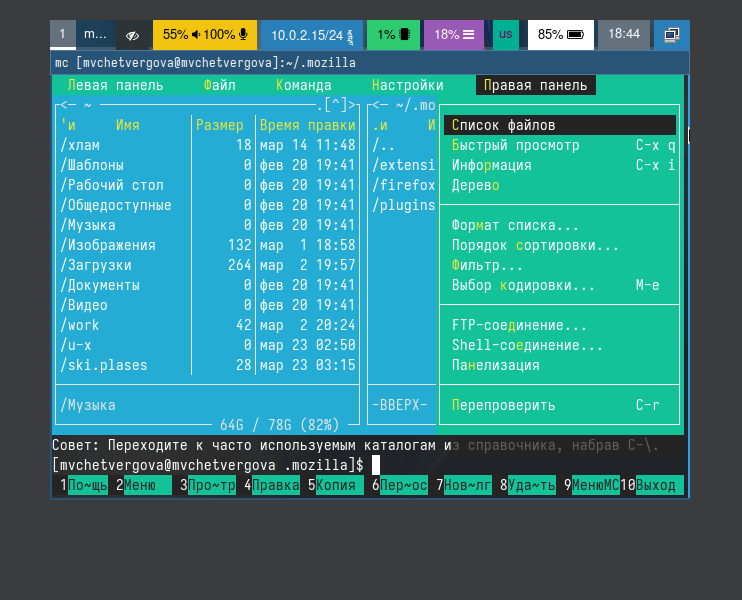 1 m... 55% 100% 10.0.2.15/24 1% 18% us 85% 18:44
mc [mvchetvergova@mvchetvergova]:~/.mozilla
Левая панель Файл Команда Настройки Правая панель
<─ ~ .[^]> <─ ~/.mo
'и Имя Размер Время правки .и И Список файлов
/хлам 18 мар 14 11:48 /.. Быстрый просмотр C-x q
/Шаблоны 0 фев 20 19:41 /extensi Информация C-x i
/Рабочий стол 0 фев 20 19:41 /firefox Дерево
/Общедоступные 0 фев 20 19:41 /plugins
/Музыка 0 фев 20 19:41 Формат списка...
/Изображения 132 мар 1 18:58 Порядок сортировки...
/Загрузки 264 мар 2 19:57 Фильтр...
/Документы 0 фев 20 19:41 Выбор кодировки... M-e
/Видео 0 фев 20 19:41
/work 42 мар 2 20:24 FTP-соединение...
/u-x 0 мар 23 02:50 Shell-соединение...
/ski.plases 28 мар 23 03:15 Панелизация
/Музыка -ВВЕРХ- Перепроверить C-r
64G / 78G (82%)
Совет: Переходите к часто используемым каталогам из справочника, набрав C-\.
[mvchetvergova@mvchetvergova .mozilla]$
1По~щь 2Меню 3Про~тр 4Правка 5Копия 6Пер~ос 7Нов~лг 8Уда~ть 9МенюMC 10Выход